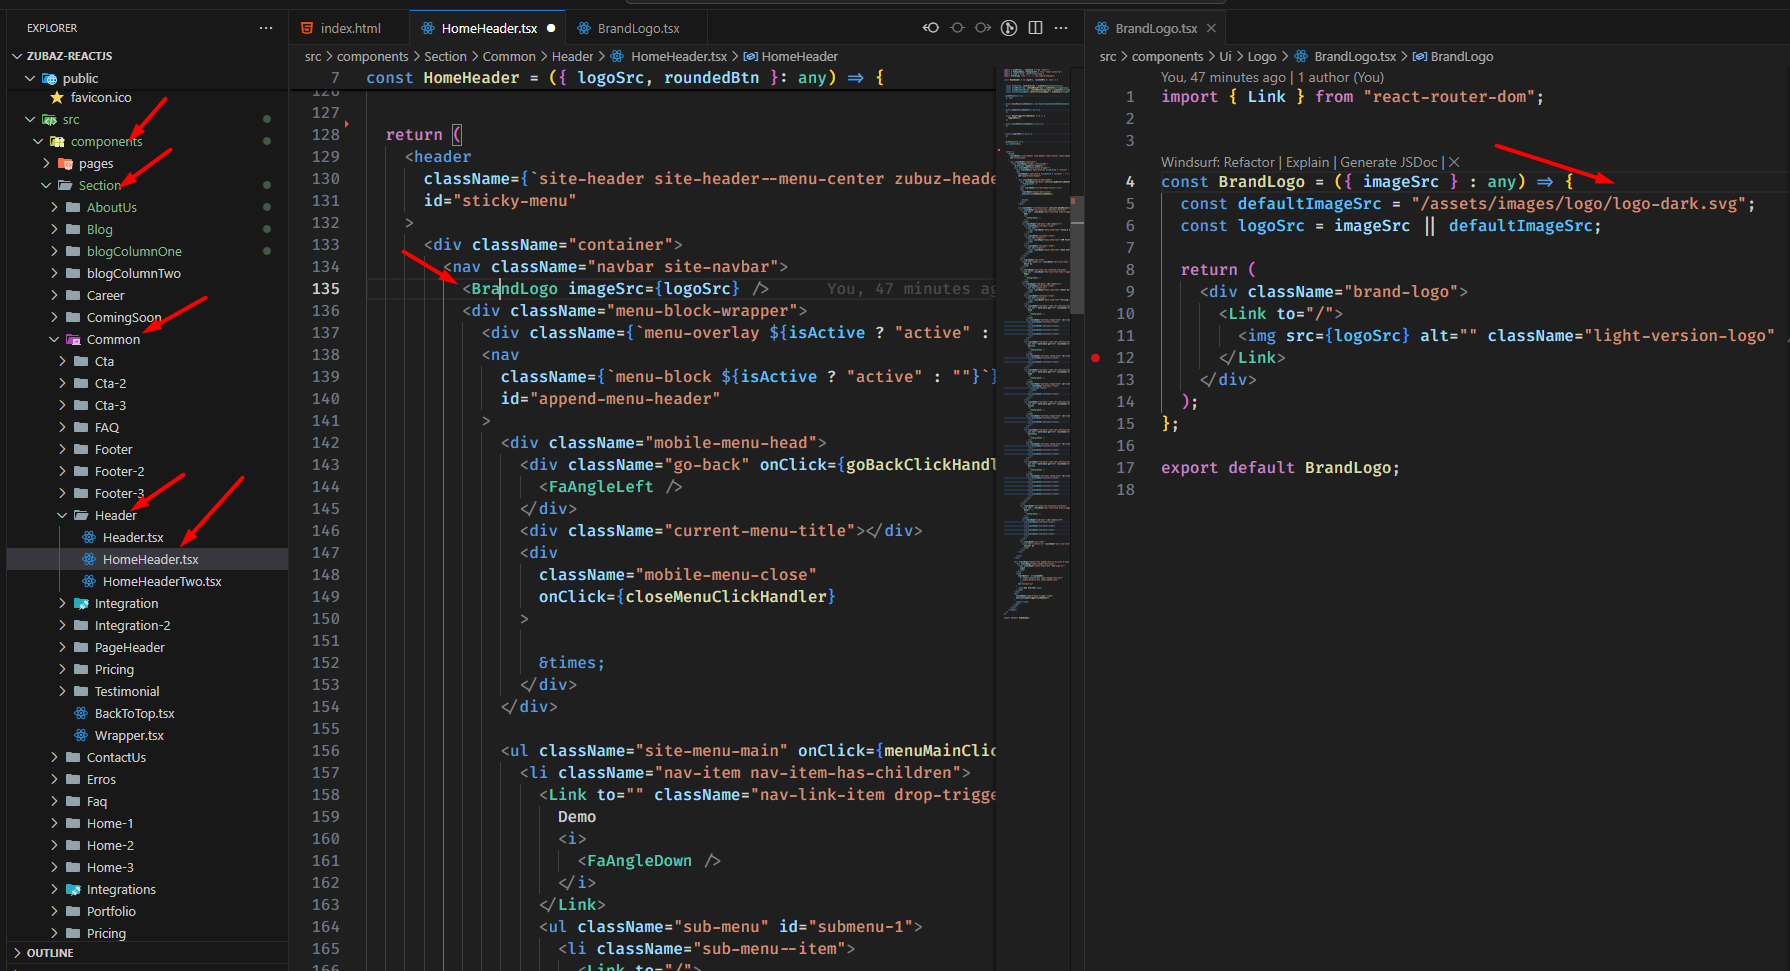 EXPLORER
ZUBAZ-REACTJS
public
favicon.ico
src
components
pages
Section
AboutUs
Blog
blogColumnOne
blogColumnTwo
Career
ComingSoon
Common
Cta
Cta-2
Cta-3
FAQ
Footer
Footer-2
Footer-3
Header
Header.tsx
HomeHeader.tsx
HomeHeaderTwo.tsx
Integration
Integration-2
PageHeader
Pricing
Testimonial
BackToTop.tsx
Wrapper.tsx
ContactUs
Erros
Faq
Home-1
Home-2
Home-3
Integrations
Portfolio
Pricing
OUTLINE
index.html
HomeHeader.tsx
BrandLogo.tsx
src > components > Section > Common > Header > HomeHeader.tsx > HomeHeader
7 const HomeHeader = ({ logoSrc, roundedBtn }: any) => {
126
127
128 return (
129 <header
130 className={`site-header site-header--menu-center zubuz-heade
131 id="sticky-menu"
132 >
133 <div className="container">
134 <nav className="navbar site-navbar">
135 <BrandLogo imageSrc={logoSrc} /> You, 47 minutes ag
136 <div className="menu-block-wrapper">
137 <div className={`menu-overlay ${isActive ? "active" :
138 <nav
139 className={`menu-block ${isActive ? "active" : ""}`}
140 id="append-menu-header"
141 >
142 <div className="mobile-menu-head">
143 <div className="go-back" onClick={goBackClickHandl
144 <FaAngleLeft />
145 </div>
146 <div className="current-menu-title"></div>
147 <div
148 className="mobile-menu-close"
149 onClick={closeMenuClickHandler}
150 >
151
152 &times;
153 </div>
154 </div>
155
156 <ul className="site-menu-main" onClick={menuMainClic
157 <li className="nav-item nav-item-has-children">
158 <Link to="" className="nav-link-item drop-trigge
159 Demo
160 <i>
161 <FaAngleDown />
162 </i>
163 </Link>
164 <ul className="sub-menu" id="submenu-1">
165 <li className="sub-menu--item">
166 <Link to="/">
BrandLogo.tsx
src > components > Ui > Logo > BrandLogo.tsx > BrandLogo
You, 47 minutes ago | 1 author (You)
1 import { Link } from "react-router-dom";
2
3
Windsurf: Refactor | Explain | Generate JSDoc | X
4 const BrandLogo = ({ imageSrc } : any) => {
5 const defaultImageSrc = "/assets/images/logo/logo-dark.svg";
6 const logoSrc = imageSrc || defaultImageSrc;
7
8 return (
9 <div className="brand-logo">
10 <Link to="/">
11 <img src={logoSrc} alt="" className="light-version-logo" /
12 </Link>
13 </div>
14 );
15 };
16
17 export default BrandLogo;
18